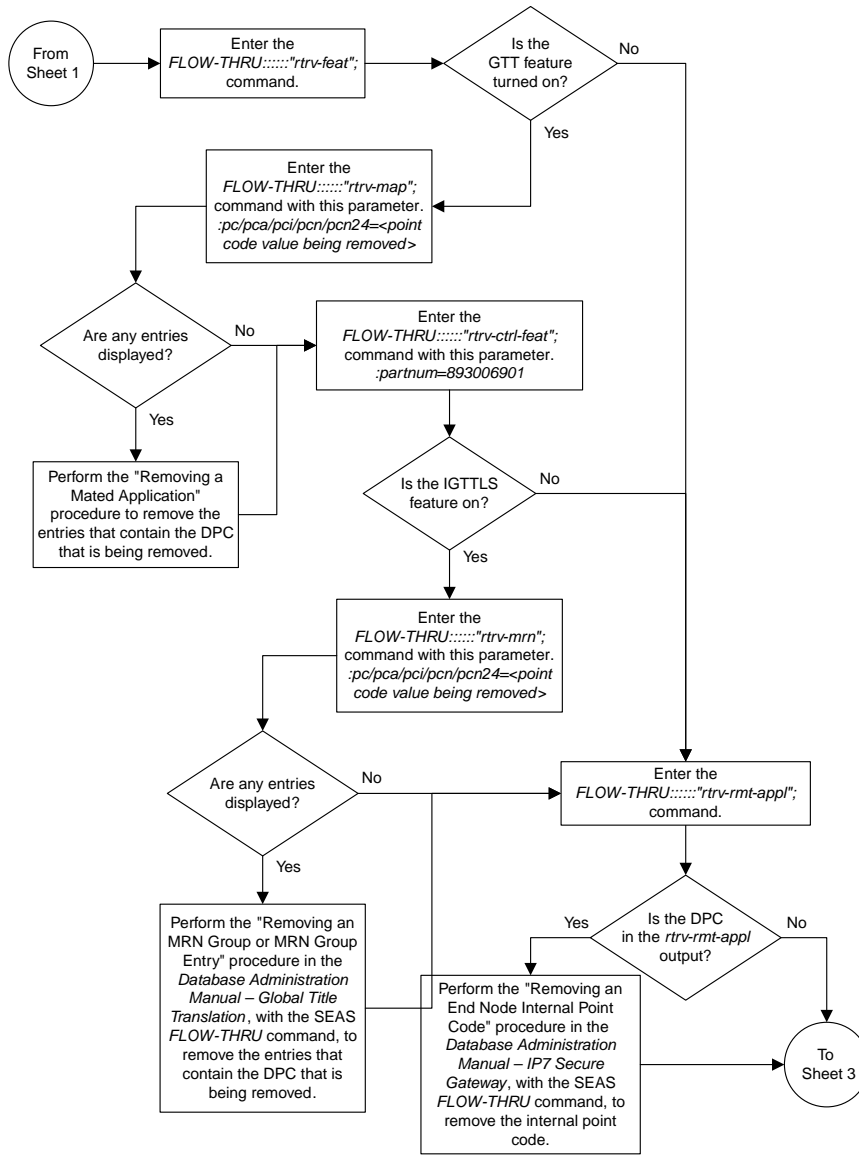 From
Sheet 1
Enter the
FLOW-THRU::::::"rtrv-feat";
command.
Is the
GTT feature
turned on?
No
Yes
Enter the
FLOW-THRU::::::"rtrv-map";
command with this parameter.
:pc/pca/pci/pcn/pcn24=<point
code value being removed>
Are any entries
displayed?
No
Yes
Enter the
FLOW-THRU::::::"rtrv-ctrl-feat";
command with this parameter.
:partnum=893006901
Perform the "Removing a
Mated Application"
procedure to remove the
entries that contain the DPC
that is being removed.
Is the IGTTLS
feature on?
No
Yes
Enter the
FLOW-THRU::::::"rtrv-mrn";
command with this parameter.
:pc/pca/pci/pcn/pcn24=<point
code value being removed>
Are any entries
displayed?
No
Yes
Enter the
FLOW-THRU::::::"rtrv-rmt-appl";
command.
Perform the "Removing an
MRN Group or MRN Group
Entry" procedure in the
Database Administration
Manual – Global Title
Translation, with the SEAS
FLOW-THRU command, to
remove the entries that
contain the DPC that is
being removed.
Is the DPC
in the rtrv-rmt-appl
output?
Yes
No
Perform the "Removing an
End Node Internal Point
Code" procedure in the
Database Administration
Manual – IP7 Secure
Gateway, with the SEAS
FLOW-THRU command, to
remove the internal point
code.
To
Sheet 3